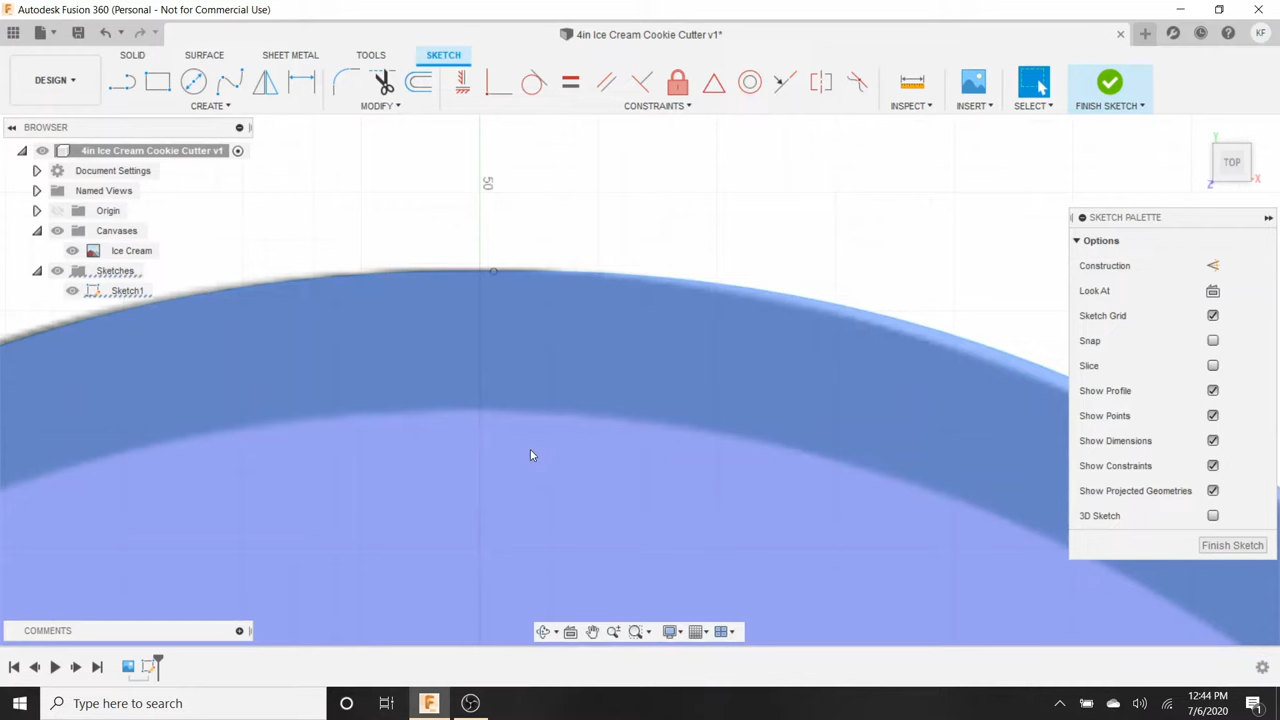 Autodesk Fusion 360 (Personal - Not for Commercial Use)
4in Ice Cream Cookie Cutter v1*
KF
DESIGN
SOLID SURFACE SHEET METAL TOOLS SKETCH
CREATE MODIFY CONSTRAINTS INSPECT INSERT SELECT FINISH SKETCH
BROWSER
4in Ice Cream Cookie Cutter v1
Document Settings
Named Views
Origin
Canvases
Ice Cream
Sketches
Sketch1
50
Y
TOP
Z X
SKETCH PALETTE
Options
Construction
Look At
Sketch Grid
Snap
Slice
Show Profile
Show Points
Show Dimensions
Show Constraints
Show Projected Geometries
3D Sketch
Finish Sketch
COMMENTS
Type here to search
12:44 PM
7/6/2020
1